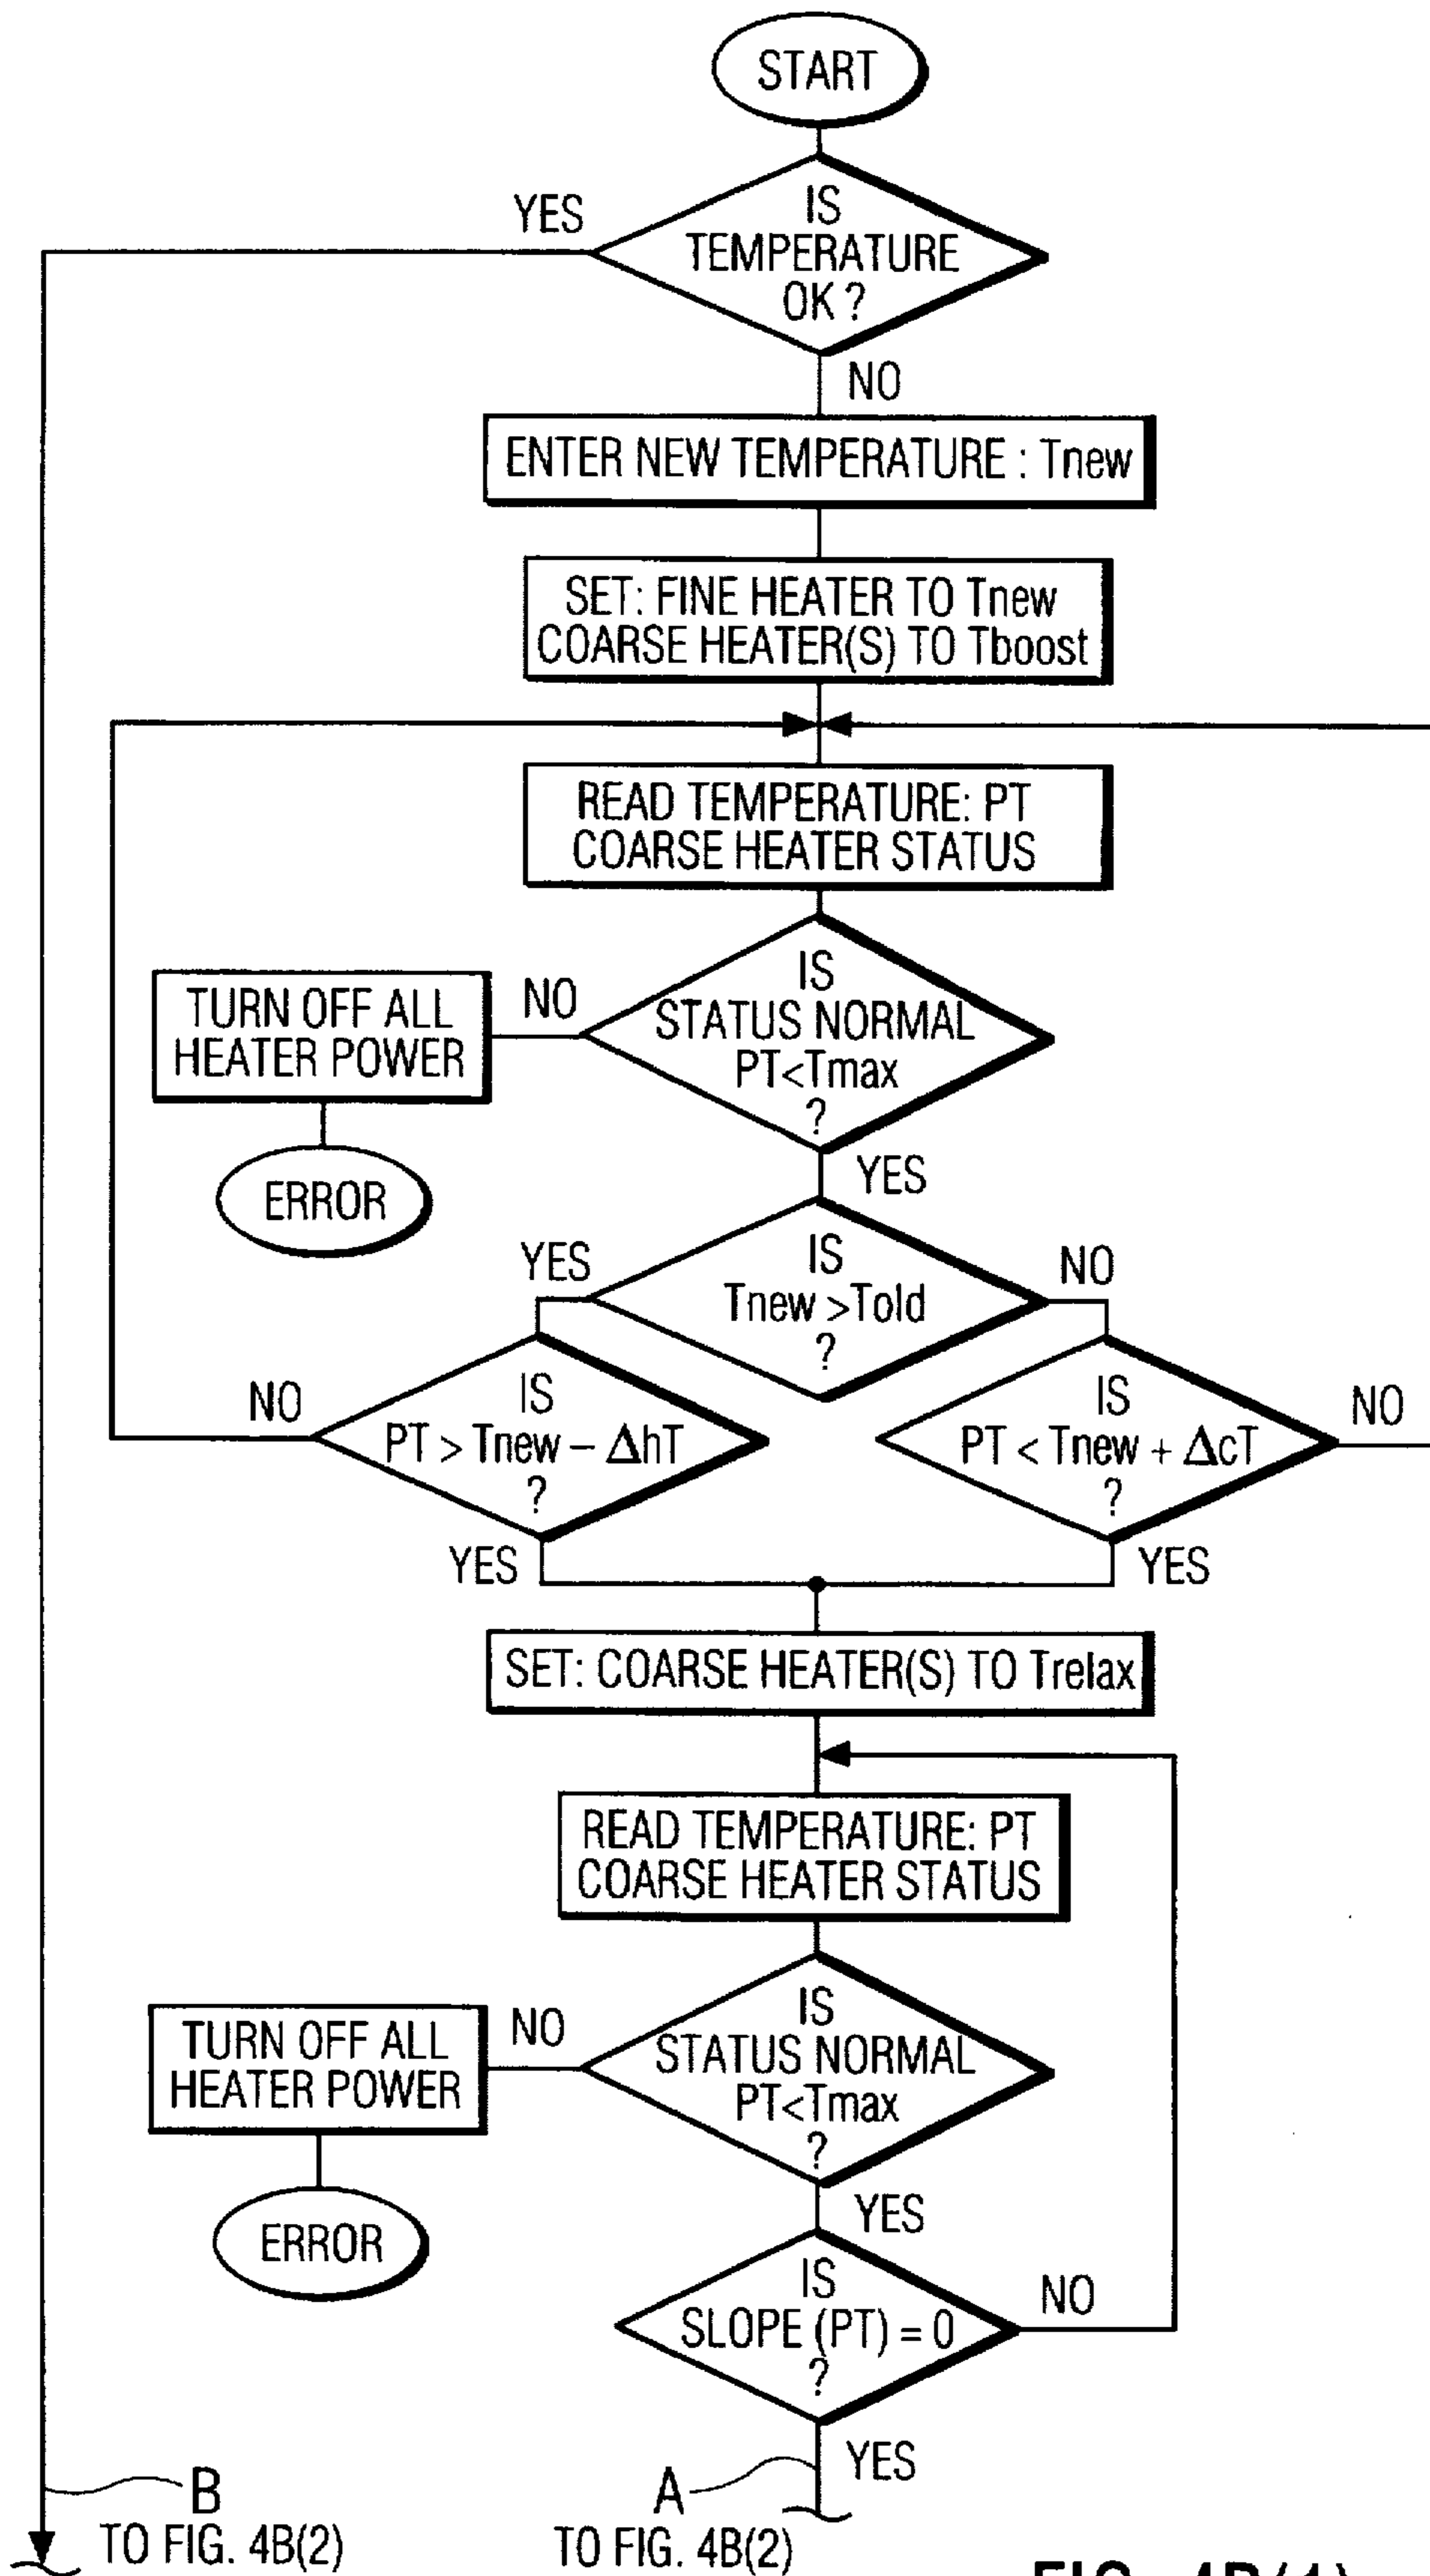 START
IS
TEMPERATURE
OK ?
YES
NO
ENTER NEW TEMPERATURE : Tnew
SET: FINE HEATER TO Tnew
COARSE HEATER(S) TO Tboost
READ TEMPERATURE: PT
COARSE HEATER STATUS
IS
STATUS NORMAL
PT<Tmax
?
NO
TURN OFF ALL
HEATER POWER
ERROR
YES
IS
Tnew >Told
?
YES
NO
IS
PT > Tnew – ΔhT
?
NO
YES
IS
PT < Tnew + ΔcT
?
NO
YES
SET: COARSE HEATER(S) TO Trelax
READ TEMPERATURE: PT
COARSE HEATER STATUS
IS
STATUS NORMAL
PT<Tmax
?
NO
TURN OFF ALL
HEATER POWER
ERROR
YES
IS
SLOPE (PT) = 0
?
NO
YES
B
TO FIG. 4B(2)
A
TO FIG. 4B(2)
FIG. 4B(1)